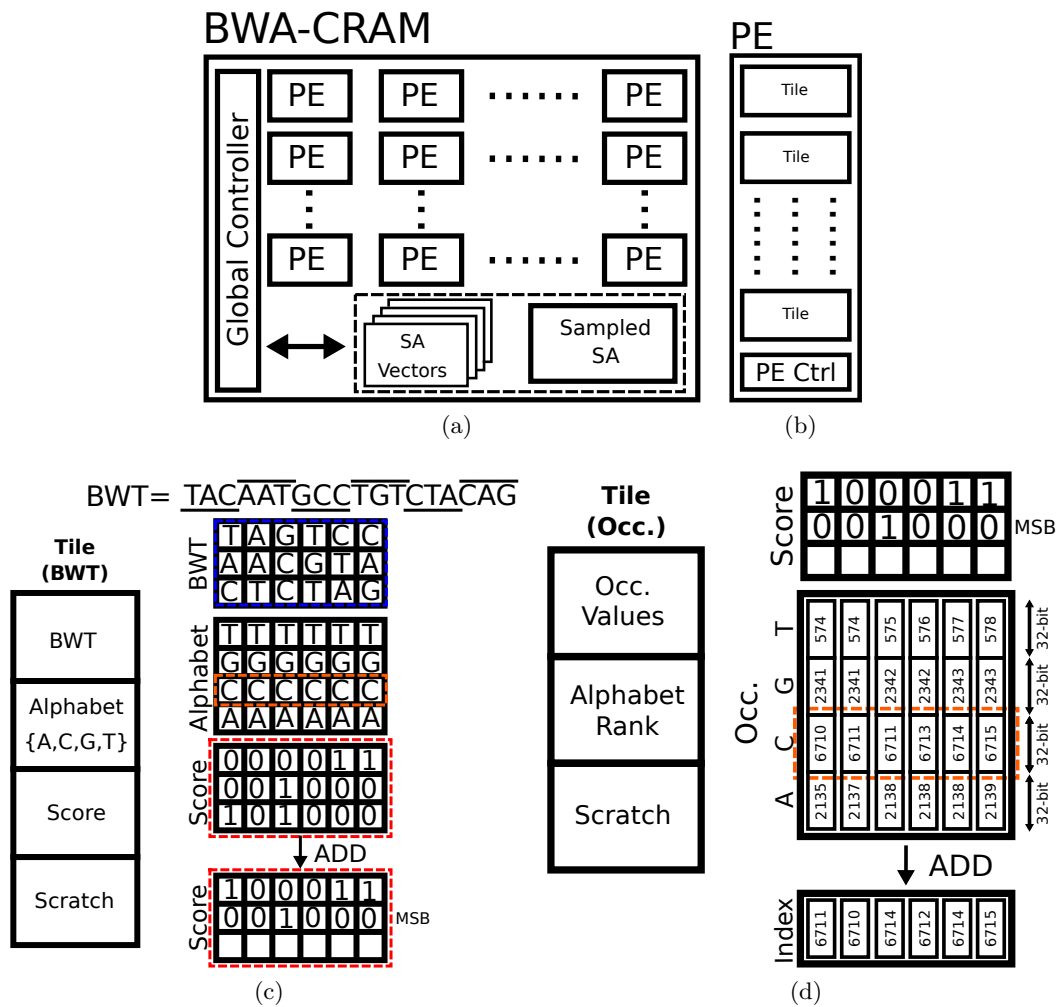 BWA-CRAM
Global Controller
PE PE ...... PE
PE PE ...... PE
PE PE ...... PE
SA
Vectors
Sampled
SA
(a)
PE
Tile
Tile
Tile
PE Ctrl
(b)
BWT= TACAATGCCTGTCTACAG
Tile
(BWT)
BWT
Alphabet
{A,C,G,T}
Score
Scratch
BWT
T A G T C C
A A C G T A
C T C T A G
Alphabet
T T T T T T
G G G G G G
C C C C C C
A A A A A A
Score
0 0 0 0 1 1
0 0 1 0 0 0
1 0 1 0 0 0
ADD
Score
1 0 0 0 1 1
0 0 1 0 0 0 MSB
(c)
Tile
(Occ.)
Occ.
Values
Alphabet
Rank
Scratch
Score
1 0 0 0 1 1
0 0 1 0 0 0 MSB
Occ.
T 574 574 575 576 577 578 32-bit
G 2341 2341 2342 2342 2343 2343 32-bit
C 6710 6711 6711 6713 6714 6715 32-bit
A 2135 2137 2138 2138 2138 2139 32-bit
ADD
Index
6711 6710 6714 6712 6714 6715
(d)